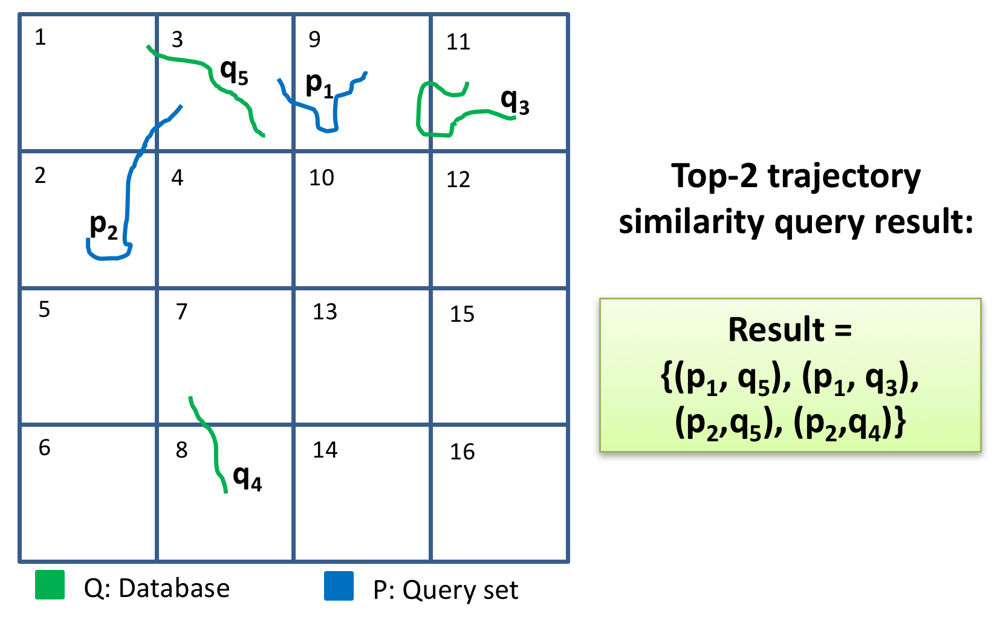 1
3
9
11
q5
p1
q3
2
4
10
12
p2
Top-2 trajectory
similarity query result:
5
7
13
15
Result =
{(p1, q5), (p1, q3),
(p2,q5), (p2,q4)}
6
8
14
16
q4
Q: Database
P: Query set